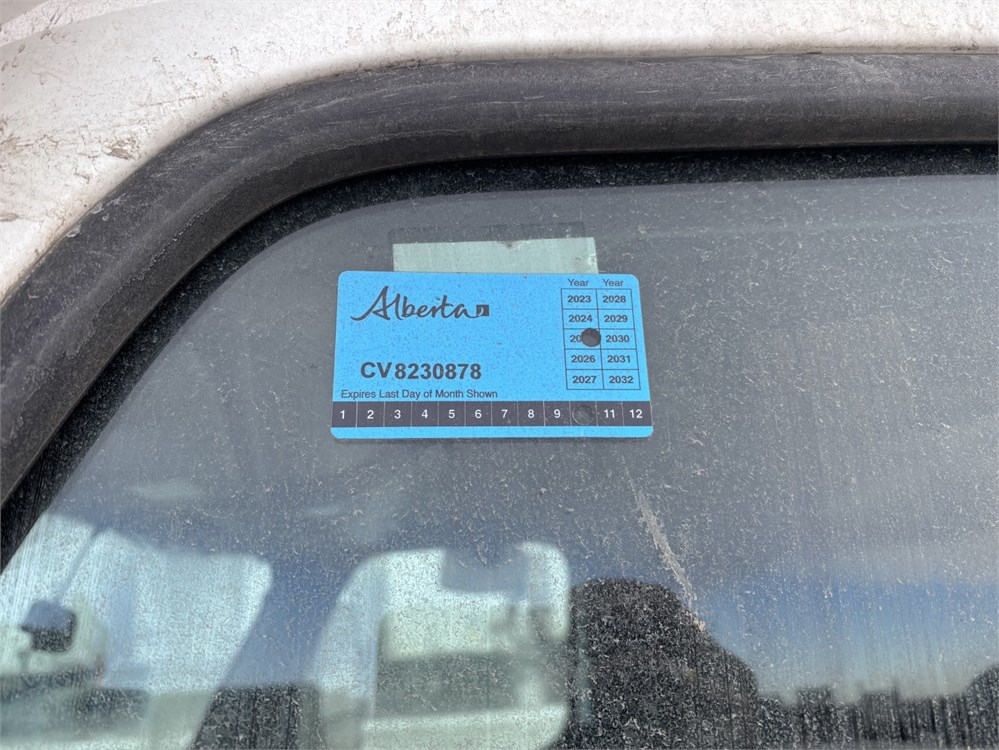 Alberta
Year Year
2023 2028
2024 2029
20 2030
2026 2031
2027 2032
CV8230878
Expires Last Day of Month Shown
1 2 3 4 5 6 7 8 9 11 12